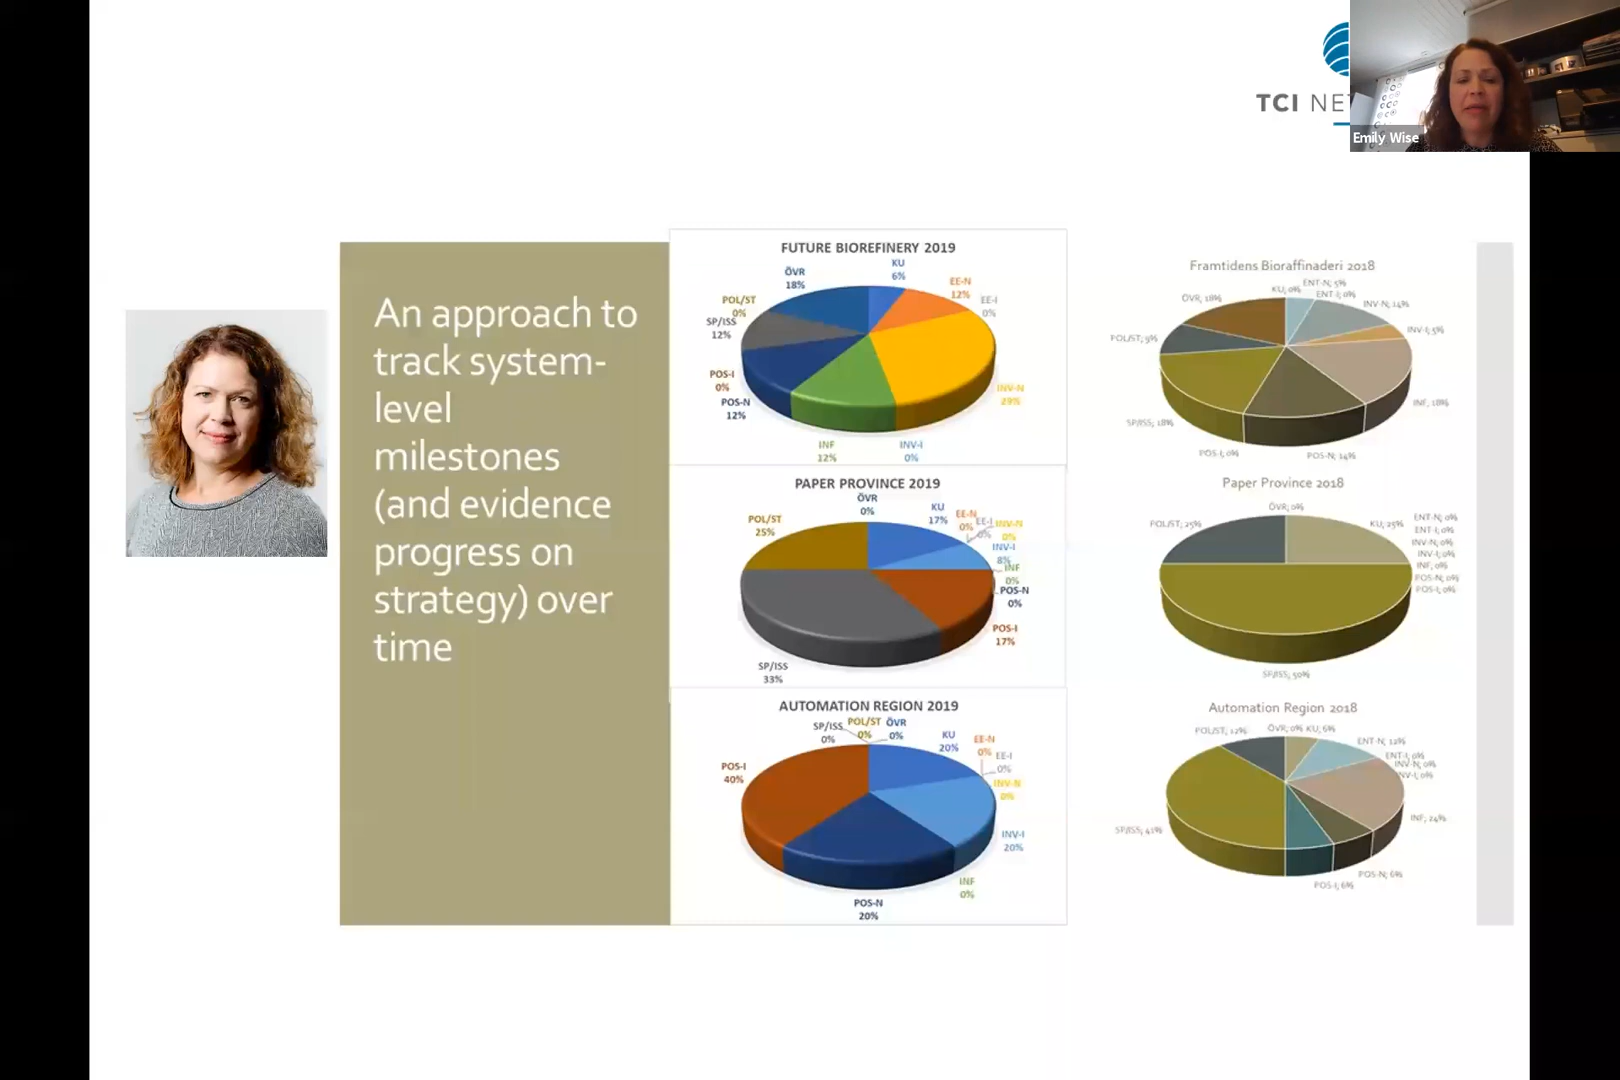 TCI NE
Emily Wise
An approach to
track system-
level
milestones
(and evidence
progress on
strategy) over
time
FUTURE BIOREFINERY 2019
KU
6%
EE-N
12%
EE-I
0%
INV-N
29%
INV-I
0%
INF
12%
POS-N
12%
POS-I
0%
SP/ISS
12%
POL/ST
0%
ÖVR
18%
PAPER PROVINCE 2019
ÖVR
0%
KU
17%
EE-N
0%
EE-I
0%
INV-N
0%
INV-I
8%
INF
0%
POS-N
0%
POS-I
17%
SP/ISS
33%
POL/ST
25%
AUTOMATION REGION 2019
ÖVR
0%
KU
20%
EE-N
0%
EE-I
0%
INV-N
0%
INV-I
20%
INF
0%
POS-N
20%
POS-I
40%
SP/ISS
0%
POL/ST
0%
Framtidens Bioraffinaderi 2018
KU; 0%
ENT-N; 5%
ENT-I; 0%
INV-N; 14%
INV-I; 5%
INF; 18%
POS-N; 14%
POS-I; 0%
SP/ISS; 18%
POL/ST; 9%
ÖVR; 18%
Paper Province 2018
ÖVR; 0%
KU; 25%
ENT-N; 0%
ENT-I; 0%
INV-N; 0%
INV-I; 0%
INF; 0%
POS-N; 0%
POS-I; 0%
SP/ISS; 50%
POL/ST; 25%
Automation Region 2018
ÖVR; 0%
KU; 6%
ENT-N; 12%
ENT-I; 0%
INV-N; 0%
NV-I; 0%
INF; 24%
POS-N; 6%
POS-I; 6%
SP/ISS; 41%
POL/ST; 12%